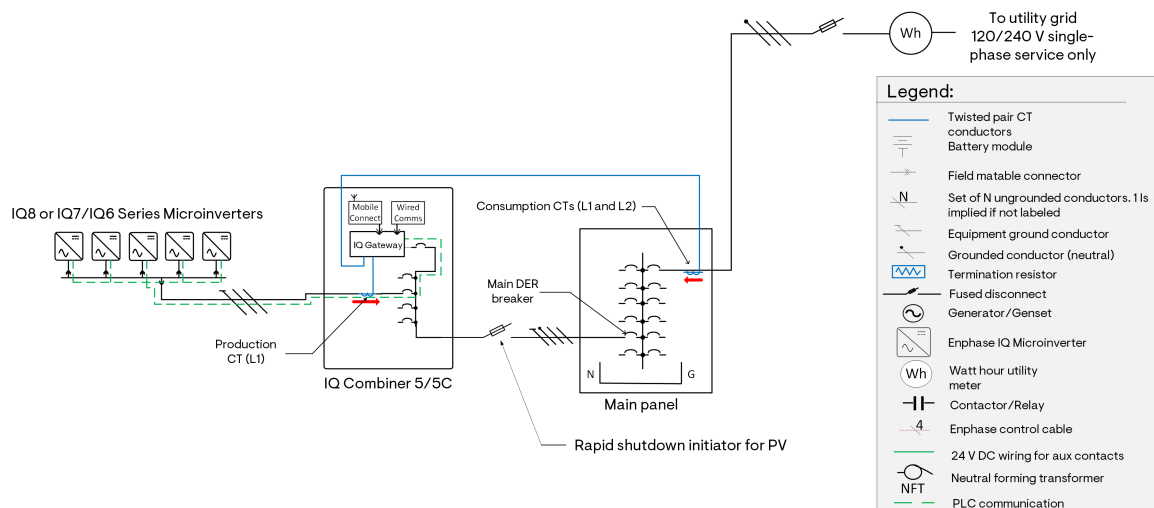 To utility grid
120/240 V single-
phase service only
Wh
Legend:
Twisted pair CT
conductors
Battery module
Field matable connector
N
Set of N ungrounded conductors. 1 Is
implied if not labeled
Equipment ground conductor
Grounded conductor (neutral)
Termination resistor
Fused disconnect
Generator/Genset
Enphase IQ Microinverter
Wh
Watt hour utility
meter
Contactor/Relay
4
Enphase control cable
24 V DC wiring for aux contacts
Neutral forming transformer
NFT
PLC communication
IQ8 or IQ7/IQ6 Series Microinverters
Mobile
Connect
Wired
Comms
IQ Gateway
Consumption CTs (L1 and L2)
Main DER
breaker
Production
CT (L1)
IQ Combiner 5/5C
N
G
Main panel
Rapid shutdown initiator for PV